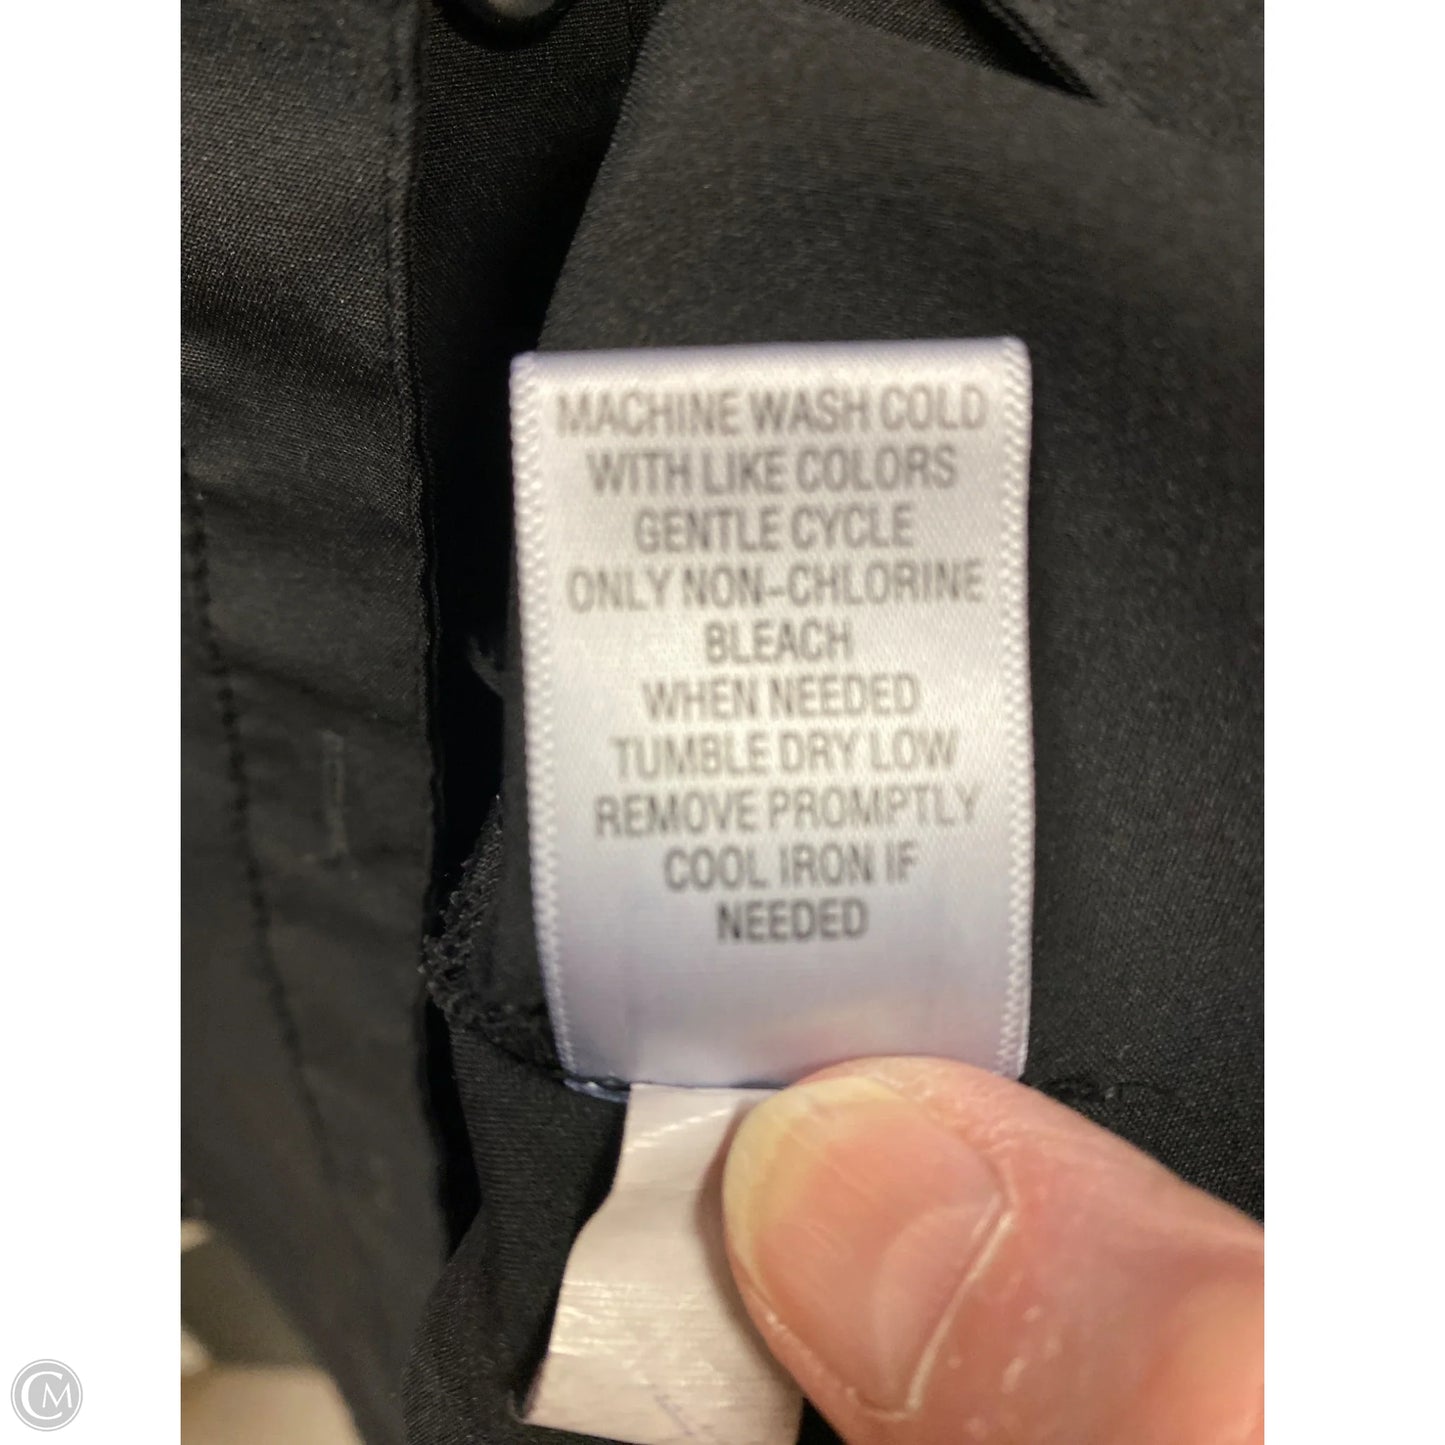 MACHINE WASH COLD
WITH LIKE COLORS
GENTLE CYCLE
ONLY NON-CHLORINE
BLEACH
WHEN NEEDED
TUMBLE DRY LOW
REMOVE PROMPTLY
COOL IRON IF
NEEDED
CM